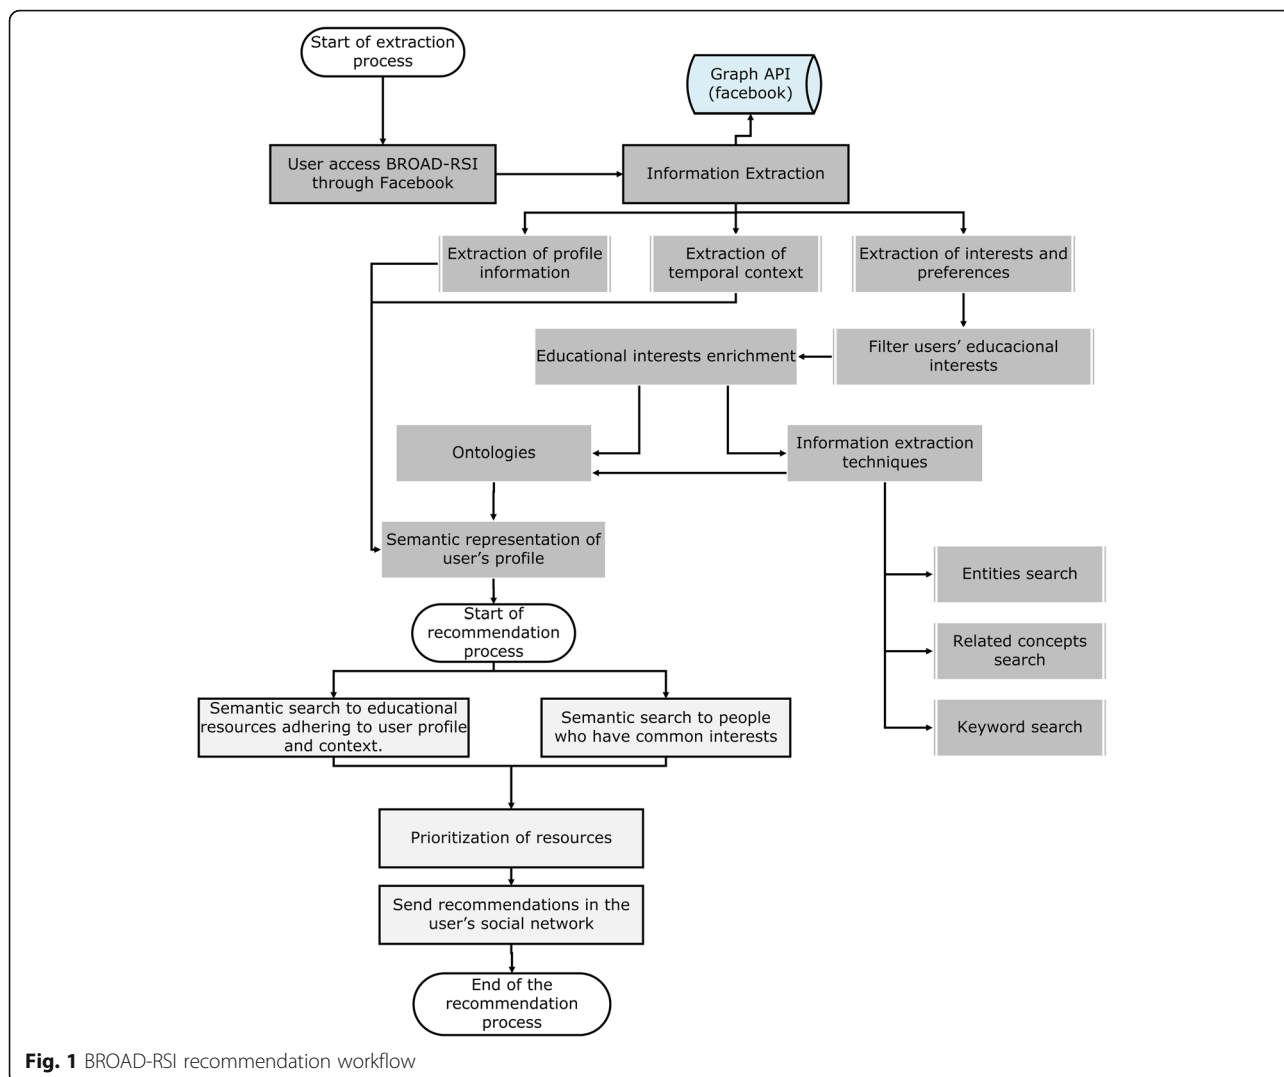 Start of extraction
process
Graph API
(facebook)
User access BROAD-RSI
through Facebook
Information Extraction
Extraction of profile
information
Extraction of
temporal context
Extraction of interests and
preferences
Educational interests enrichment
Filter users’ educacional
interests
Ontologies
Information extraction
techniques
Semantic representation of
user’s profile
Entities search
Start of
recommendation
process
Related concepts
search
Semantic search to educational
resources adhering to user profile
and context.
Semantic search to people
who have common interests
Keyword search
Prioritization of resources
Send recommendations in the
user’s social network
End of the
recommendation
process
Fig. 1 BROAD-RSI recommendation workflow